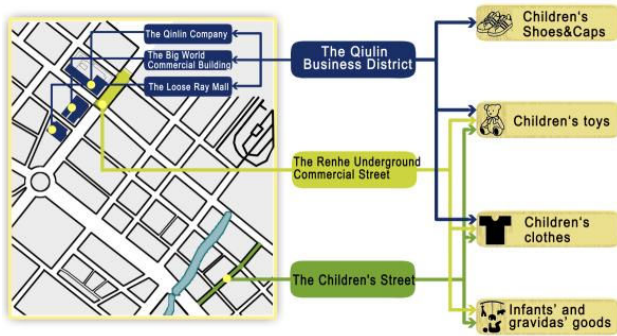 The Qinlin Company
The Big World
Commercial Building
The Loose Ray Mall
The Qiulin
Business District
The Renhe Underground
Commercial Street
The Children's Street
Children's
Shoes&Caps
Children's toys
Children's
clothes
Infants' and
gravidas' goods